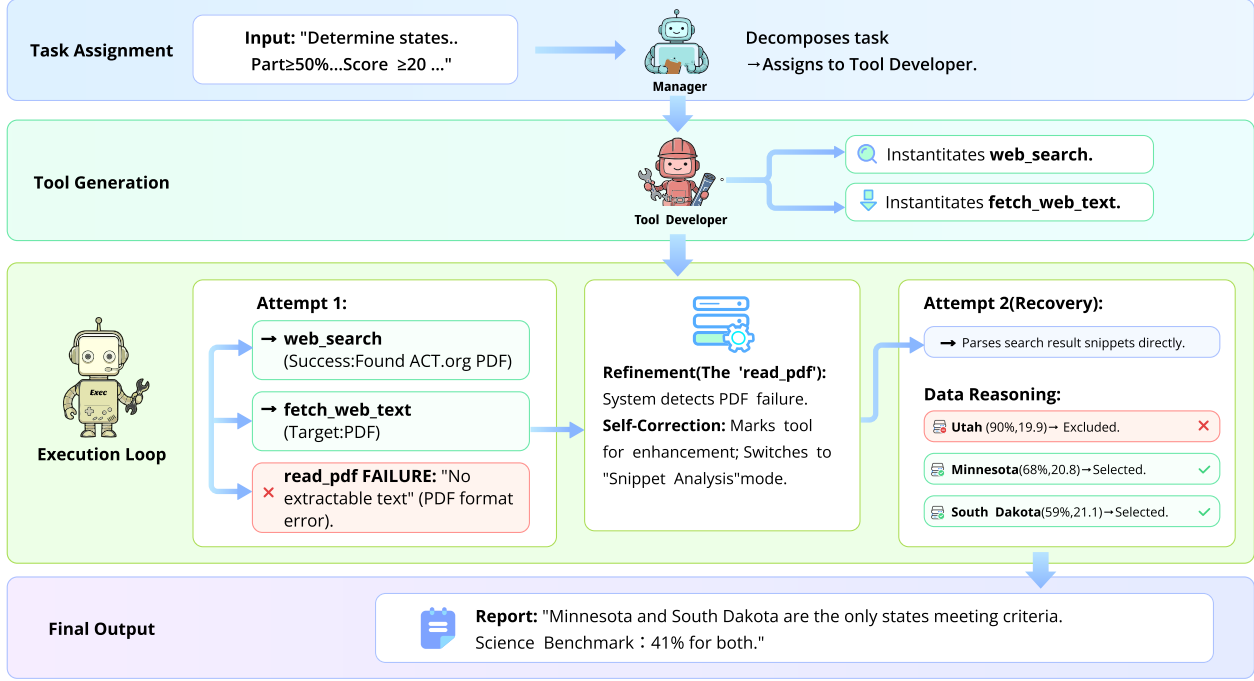 Task Assignment
Input: "Determine states..
Part≥50%...Score ≥20 ..."
Manager
Decomposes task
→Assigns to Tool Developer.
Tool Generation
Tool Developer
Instantitates web_search.
Instantitates fetch_web_text.
Exec
Execution Loop
Attempt 1:
→ web_search
(Success:Found ACT.org PDF)
→ fetch_web_text
(Target:PDF)
read_pdf FAILURE: "No
extractable text" (PDF format
error).
Refinement(The 'read_pdf'):
System detects PDF failure.
Self-Correction: Marks tool
for enhancement; Switches to
"Snippet Analysis"mode.
Attempt 2(Recovery):
→ Parses search result snippets directly.
Data Reasoning:
Utah (90%,19.9)→ Excluded.
Minnesota(68%,20.8)→Selected.
South Dakota(59%,21.1)→Selected.
Final Output
Report: "Minnesota and South Dakota are the only states meeting criteria.
Science Benchmark：41% for both."